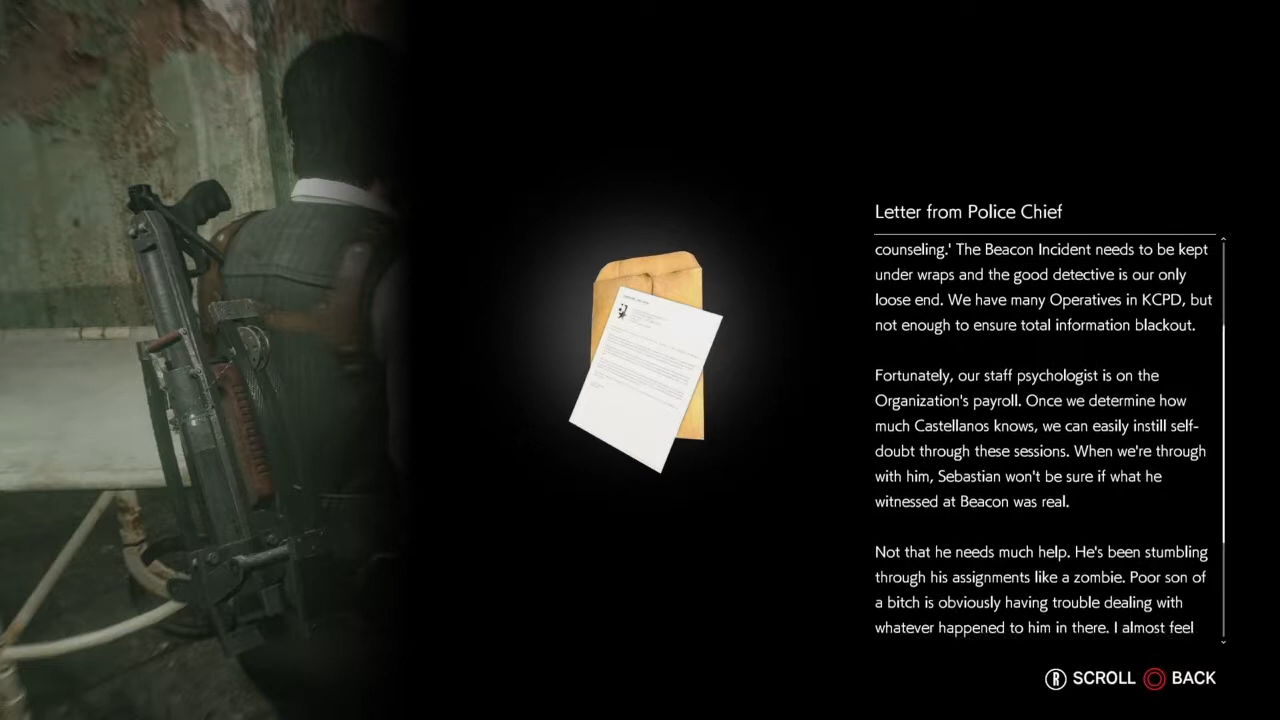 Letter from Police Chief
counseling.' The Beacon Incident needs to be kept
under wraps and the good detective is our only
loose end. We have many Operatives in KCPD, but
not enough to ensure total information blackout.
Fortunately, our staff psychologist is on the
Organization's payroll. Once we determine how
much Castellanos knows, we can easily instill self-
doubt through these sessions. When we're through
with him, Sebastian won't be sure if what he
witnessed at Beacon was real.
Not that he needs much help. He's been stumbling
through his assignments like a zombie. Poor son of
a bitch is obviously having trouble dealing with
whatever happened to him in there. I almost feel
R SCROLL BACK